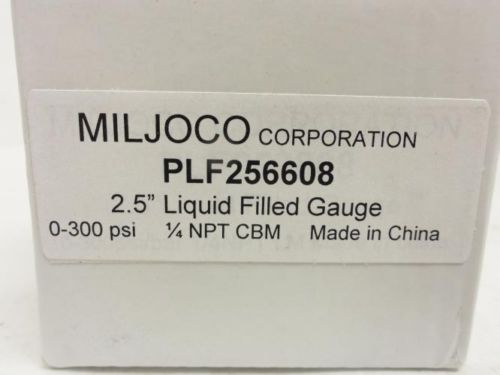 MILJOCO CORPORATION
PLF256608
2.5” Liquid Filled Gauge
0-300 psi ¼ NPT CBM Made in China